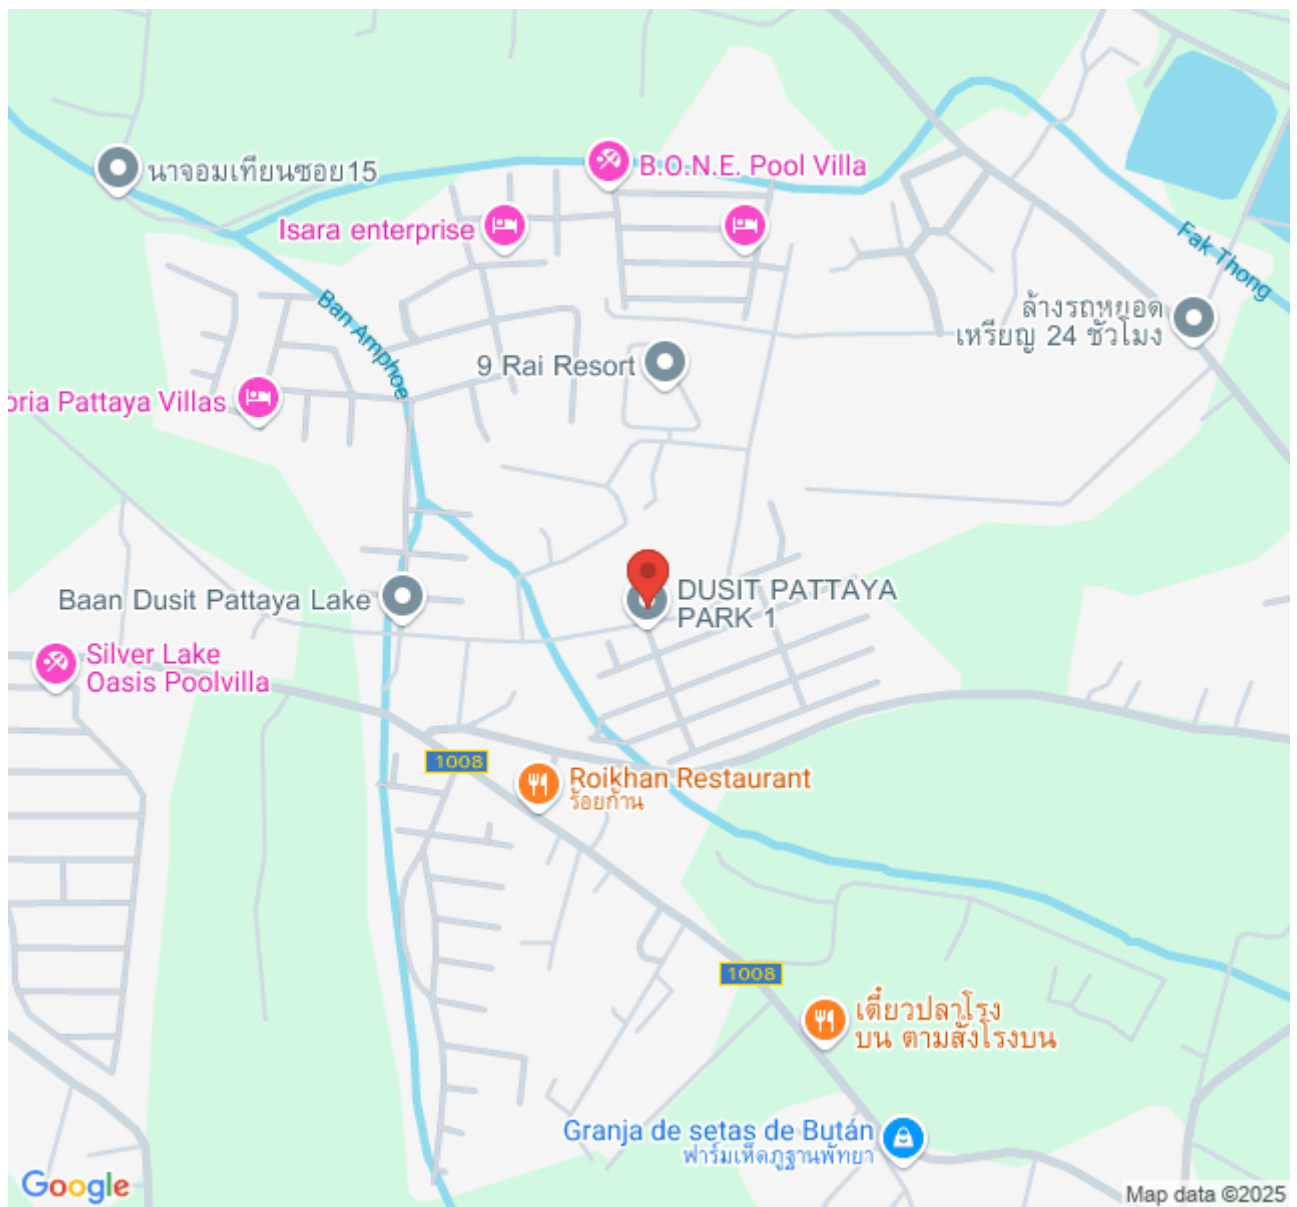 นาจอมเทียนซอย15
B.O.N.E. Pool Villa
Isara enterprise
Fak Thong
Ban Amphoe
ล้างรถหยอด
เหรียญ 24 ชั่วโมง
9 Rai Resort
oria Pattaya Villas
DUSIT PATTAYA
PARK 1
Baan Dusit Pattaya Lake
Silver Lake
Oasis Poolvilla
1008
Roikhan Restaurant
ร้อยก้าน
1008
เตี๋ยวปลาโรง
บน ตามสั่งโรงบน
Granja de setas de Bután
ฟาร์มเห็ดภูฐานพัทยา
Google
Map data ©2025